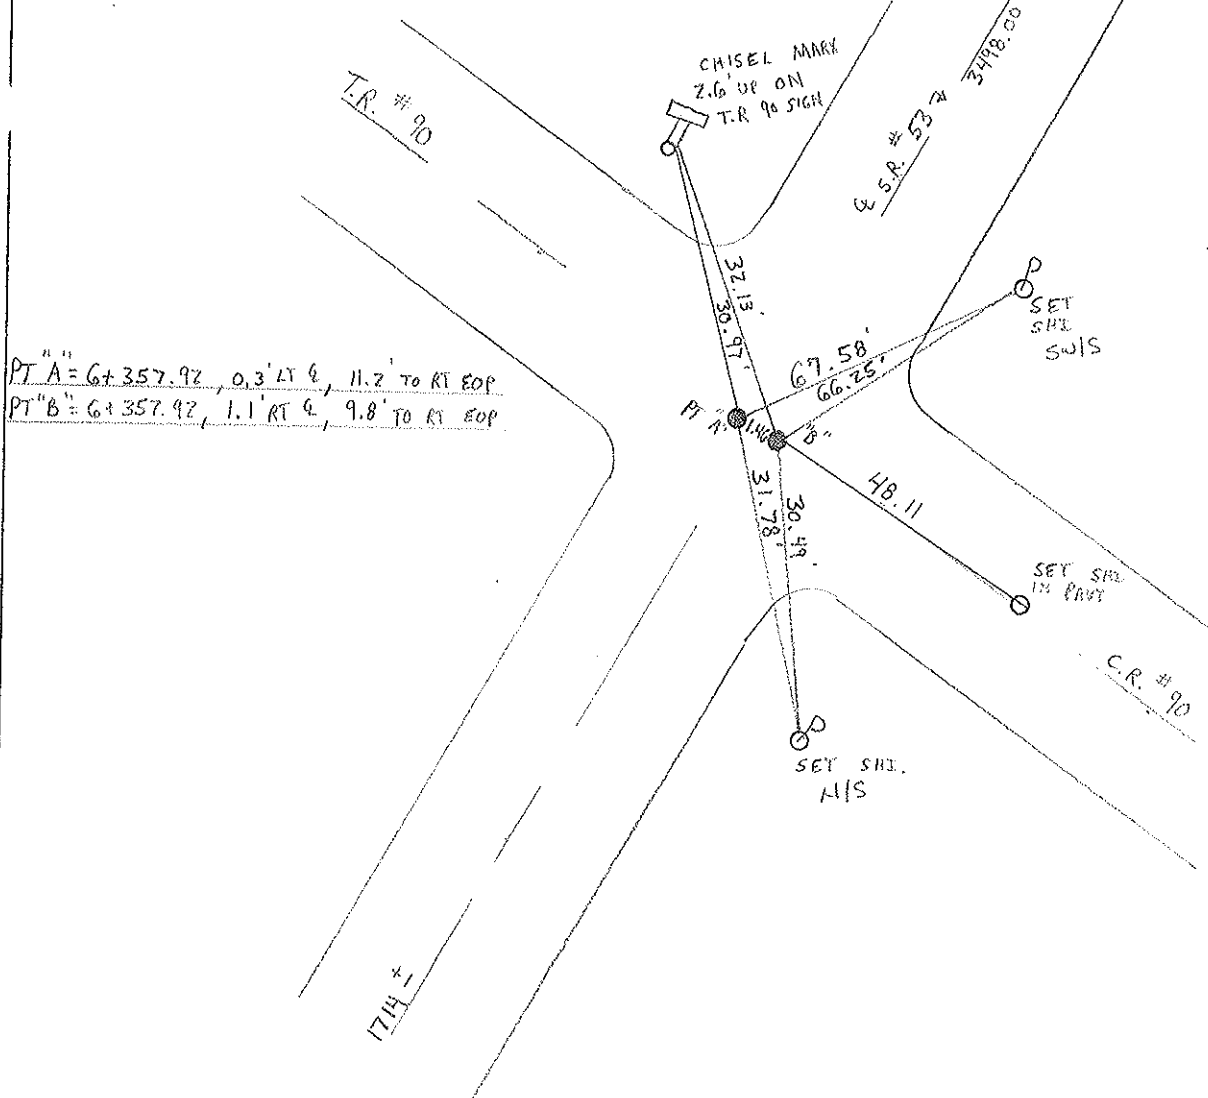 CHISEL MARK
2.6' UP ON
T.R 90 SIGN
T.R. # 90
℄ S.R. # 53
3498.00
SET
SHI
SW/S
32.13'
30.97'
67.58'
66.25'
PT "A" = 6+357.92, 0.3' LT ℄, 11.2' TO RT EOP
PT "B" = 6+357.92, 1.1' RT ℄, 9.8' TO RT EOP
PT "A"
1.46
"B"
31.78'
30.49'
48.11
SET SHI
IN PAVT
C.R. # 90
SET SHI.
N/S
1714 ±